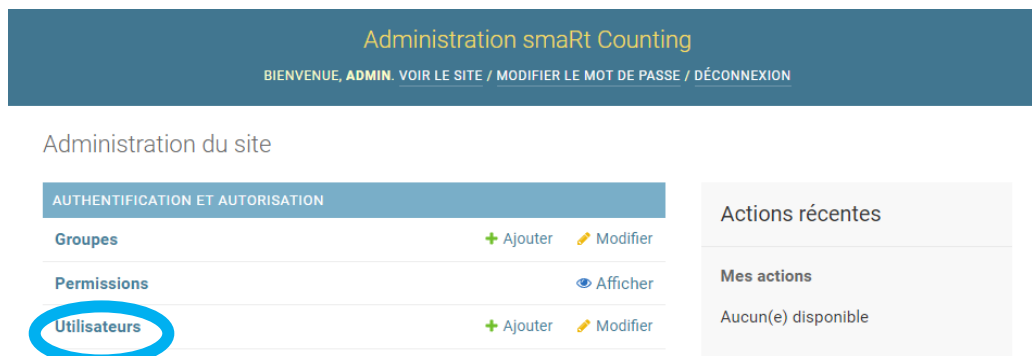 Administration smaRt Counting
BIENVENUE, ADMIN. VOIR LE SITE / MODIFIER LE MOT DE PASSE / DÉCONNEXION
Administration du site
AUTHENTIFICATION ET AUTORISATION
Groupes Ajouter Modifier
Permissions Afficher
Utilisateurs Ajouter Modifier
Actions récentes
Mes actions
Aucun(e) disponible